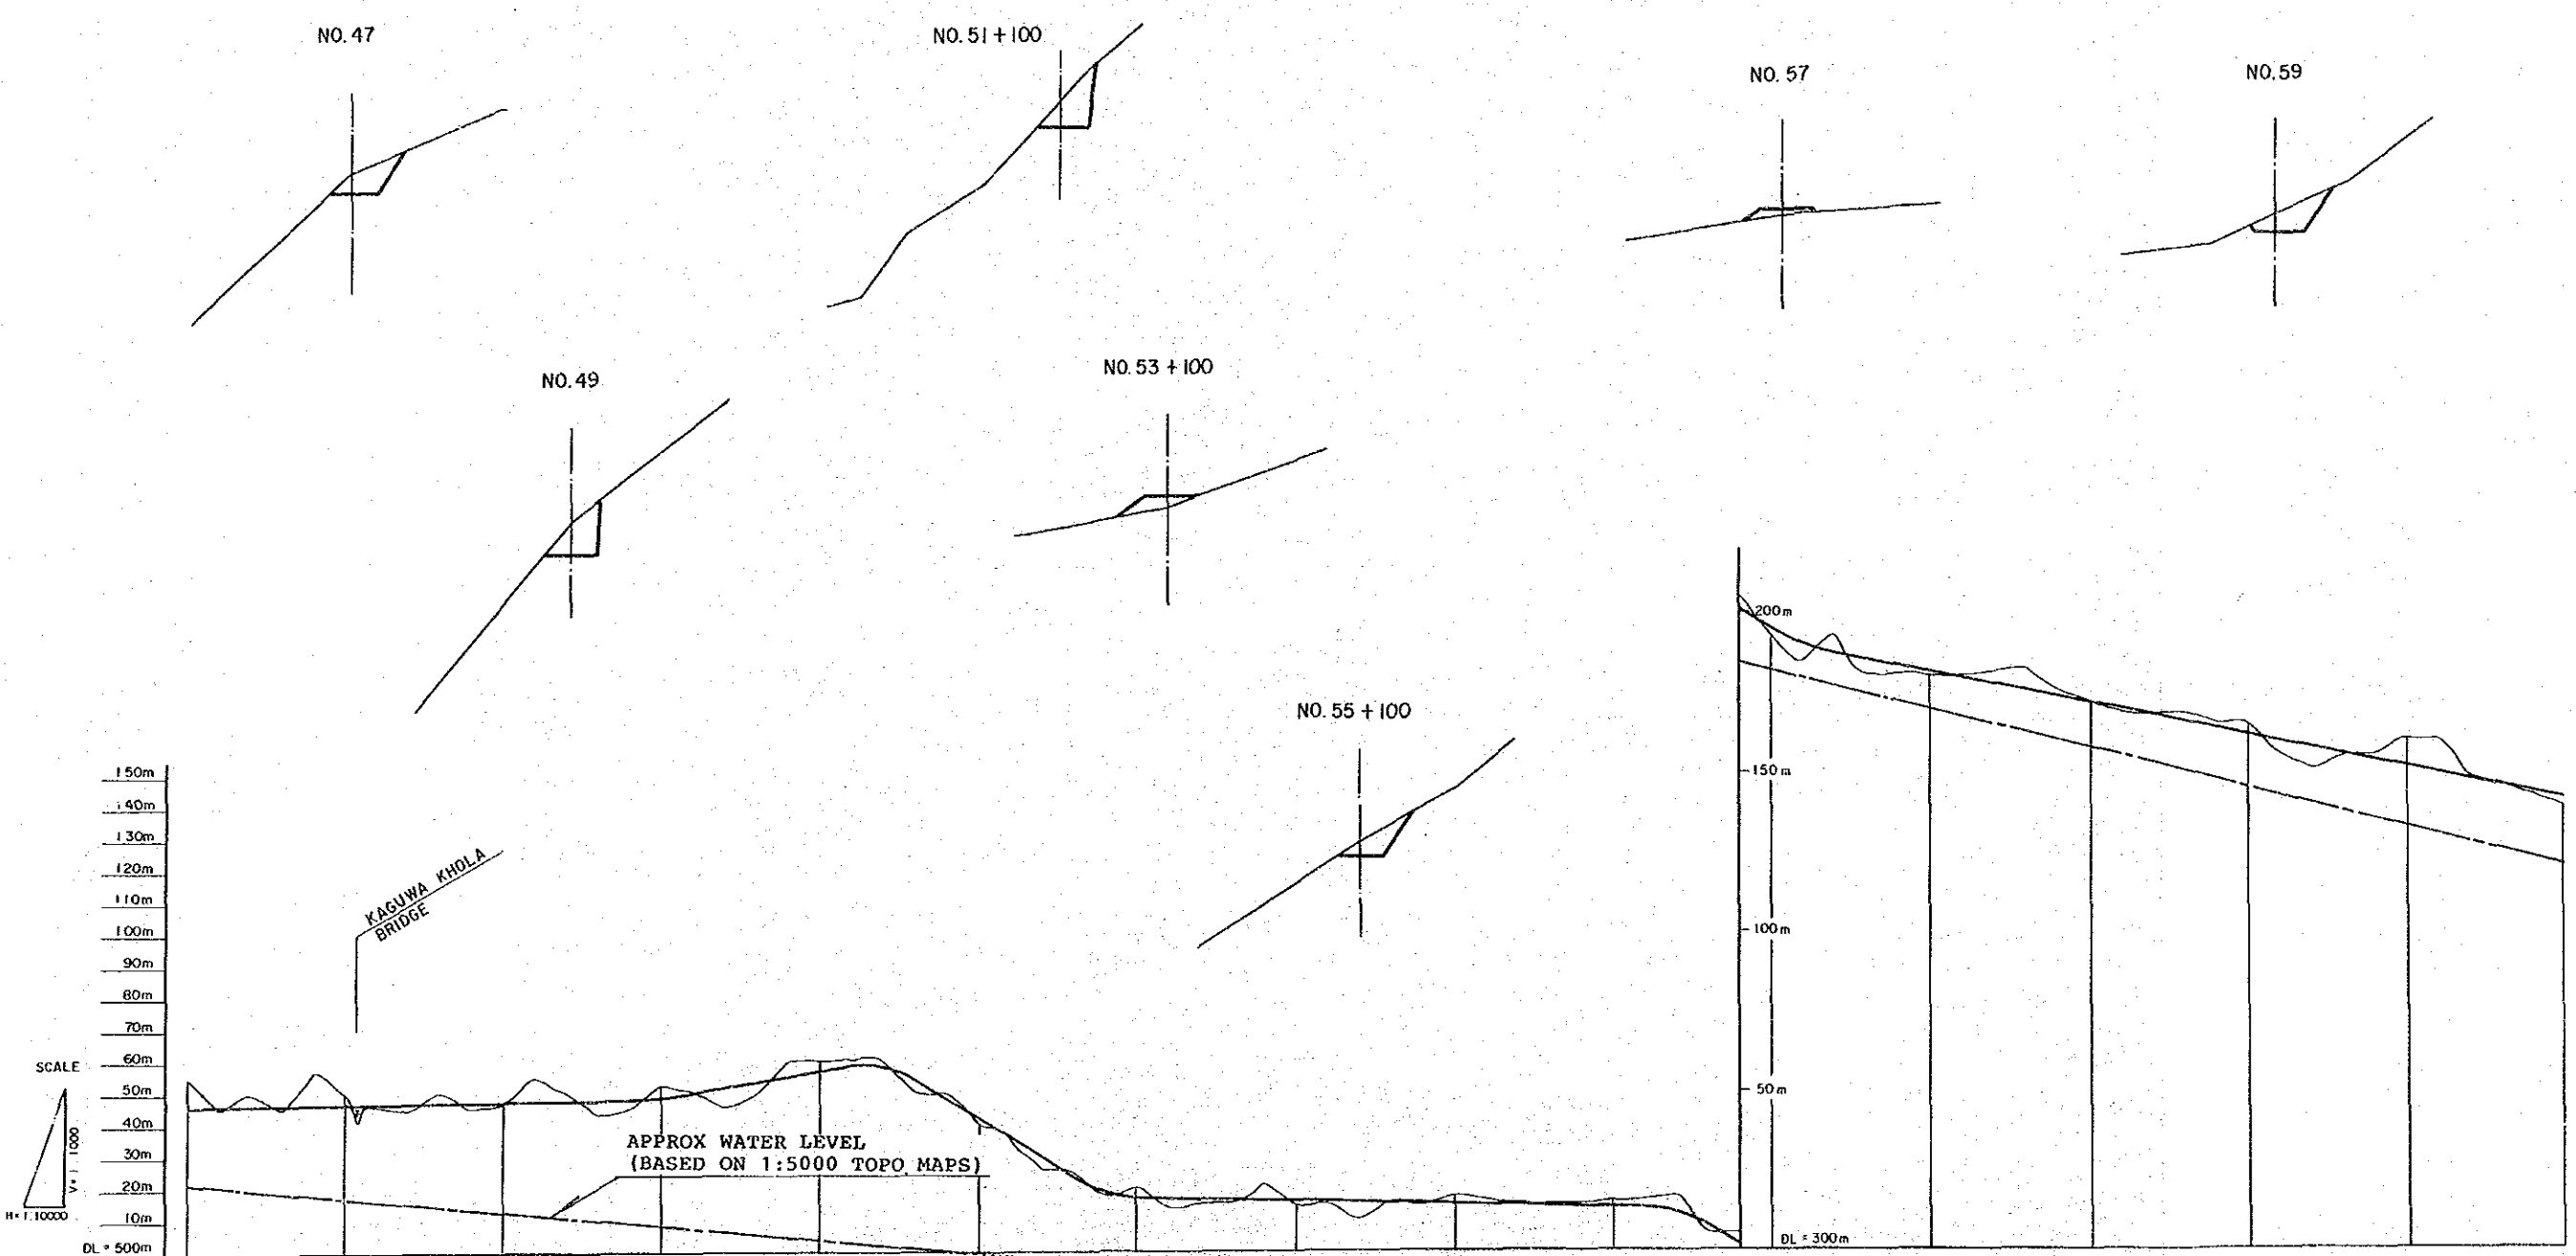 NO.47
NO.51+100
NO.57
NO.59
NO.49
NO.53+100
NO.55+100
150m
140m
130m
120m
110m
100m
90m
80m
70m
60m
50m
40m
30m
20m
10m
DL=500m
KAGUWA KHOLA
BRIDGE
SCALE
V=1:1000
H=1:10000
APPROX WATER LEVEL
(BASED ON 1:5000 TOPO MAPS)
200m
150m
100m
50m
DL=300m